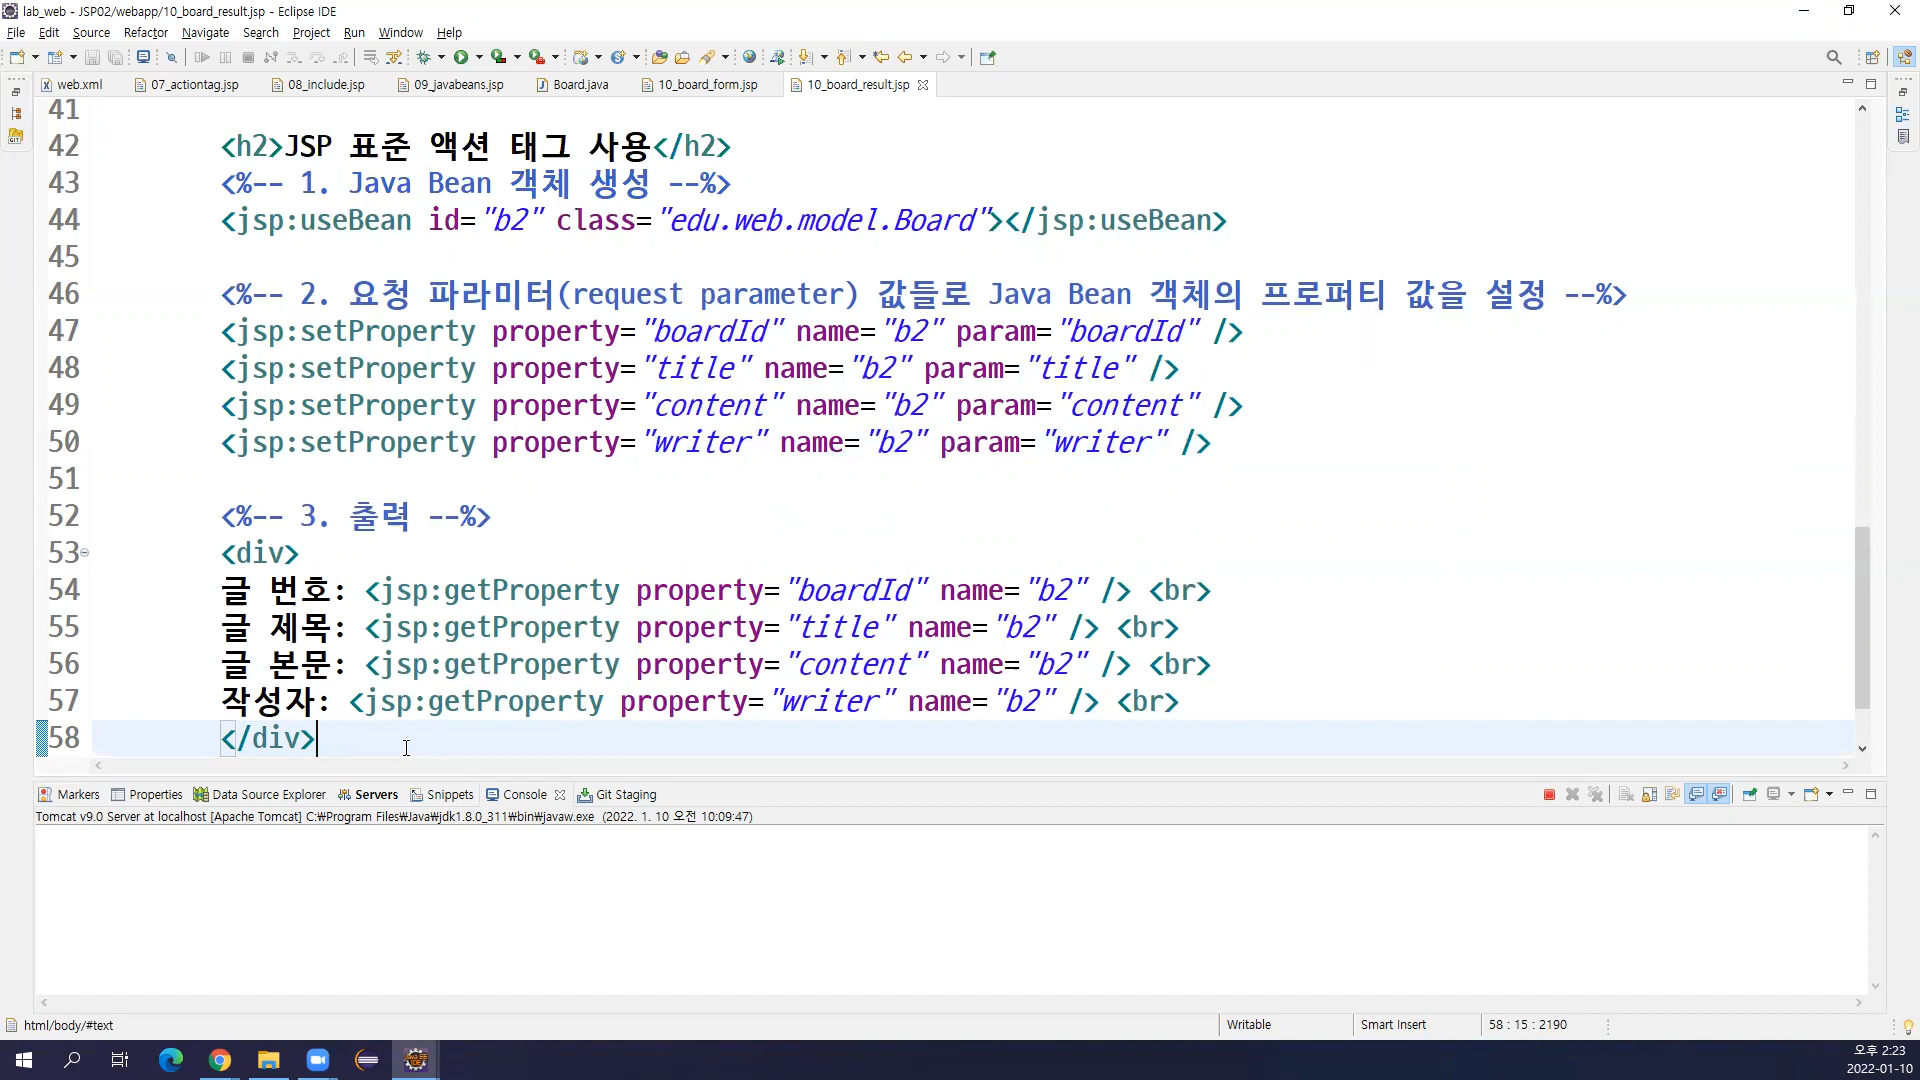 lab_web - JSP02/webapp/10_board_result.jsp - Eclipse IDE
File Edit Source Refactor Navigate Search Project Run Window Help
web.xml 07_actiontag.jsp 08_include.jsp 09_javabeans.jsp Board.java 10_board_form.jsp 10_board_result.jsp
41
42 <h2>JSP 표준 액션 태그 사용</h2>
43 <%-- 1. Java Bean 객체 생성 --%>
44 <jsp:useBean id="b2" class="edu.web.model.Board"></jsp:useBean>
45
46 <%-- 2. 요청 파라미터(request parameter) 값들로 Java Bean 객체의 프로퍼티 값을 설정 --%>
47 <jsp:setProperty property="boardId" name="b2" param="boardId" />
48 <jsp:setProperty property="title" name="b2" param="title" />
49 <jsp:setProperty property="content" name="b2" param="content" />
50 <jsp:setProperty property="writer" name="b2" param="writer" />
51
52 <%-- 3. 출력 --%>
53 <div>
54 글 번호: <jsp:getProperty property="boardId" name="b2" /> <br>
55 글 제목: <jsp:getProperty property="title" name="b2" /> <br>
56 글 본문: <jsp:getProperty property="content" name="b2" /> <br>
57 작성자: <jsp:getProperty property="writer" name="b2" /> <br>
58 </div>
Markers Properties Data Source Explorer Servers Snippets Console Git Staging
Tomcat v9.0 Server at localhost [Apache Tomcat] C:₩Program Files₩Java₩jdk1.8.0_311₩bin₩javaw.exe (2022. 1. 10 오전 10:09:47)
html/body/#text Writable Smart Insert 58 : 15 : 2190
오후 2:23
2022-01-10